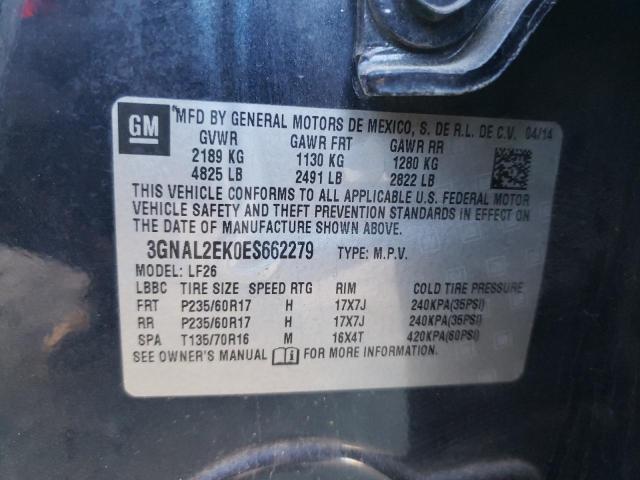 GM
MFD BY GENERAL MOTORS DE MEXICO, S. DE R.L. DE C.V. 04/14
GVWR GAWR FRT GAWR RR
2189 KG 1130 KG 1280 KG
4825 LB 2491 LB 2822 LB
THIS VEHICLE CONFORMS TO ALL APPLICABLE U.S. FEDERAL MOTOR
VEHICLE SAFETY AND THEFT PREVENTION STANDARDS IN EFFECT ON
THE DATE OF MANUFACTURE SHOWN ABOVE.
3GNAL2EK0ES662279 TYPE: M.P.V.
MODEL: LF26
LBBC TIRE SIZE SPEED RTG RIM COLD TIRE PRESSURE
FRT P235/60R17 H 17X7J 240KPA(35PSI)
RR P235/60R17 H 17X7J 240KPA(35PSI)
SPA T135/70R16 M 16X4T 420KPA(60PSI)
SEE OWNER'S MANUAL FOR MORE INFORMATION.